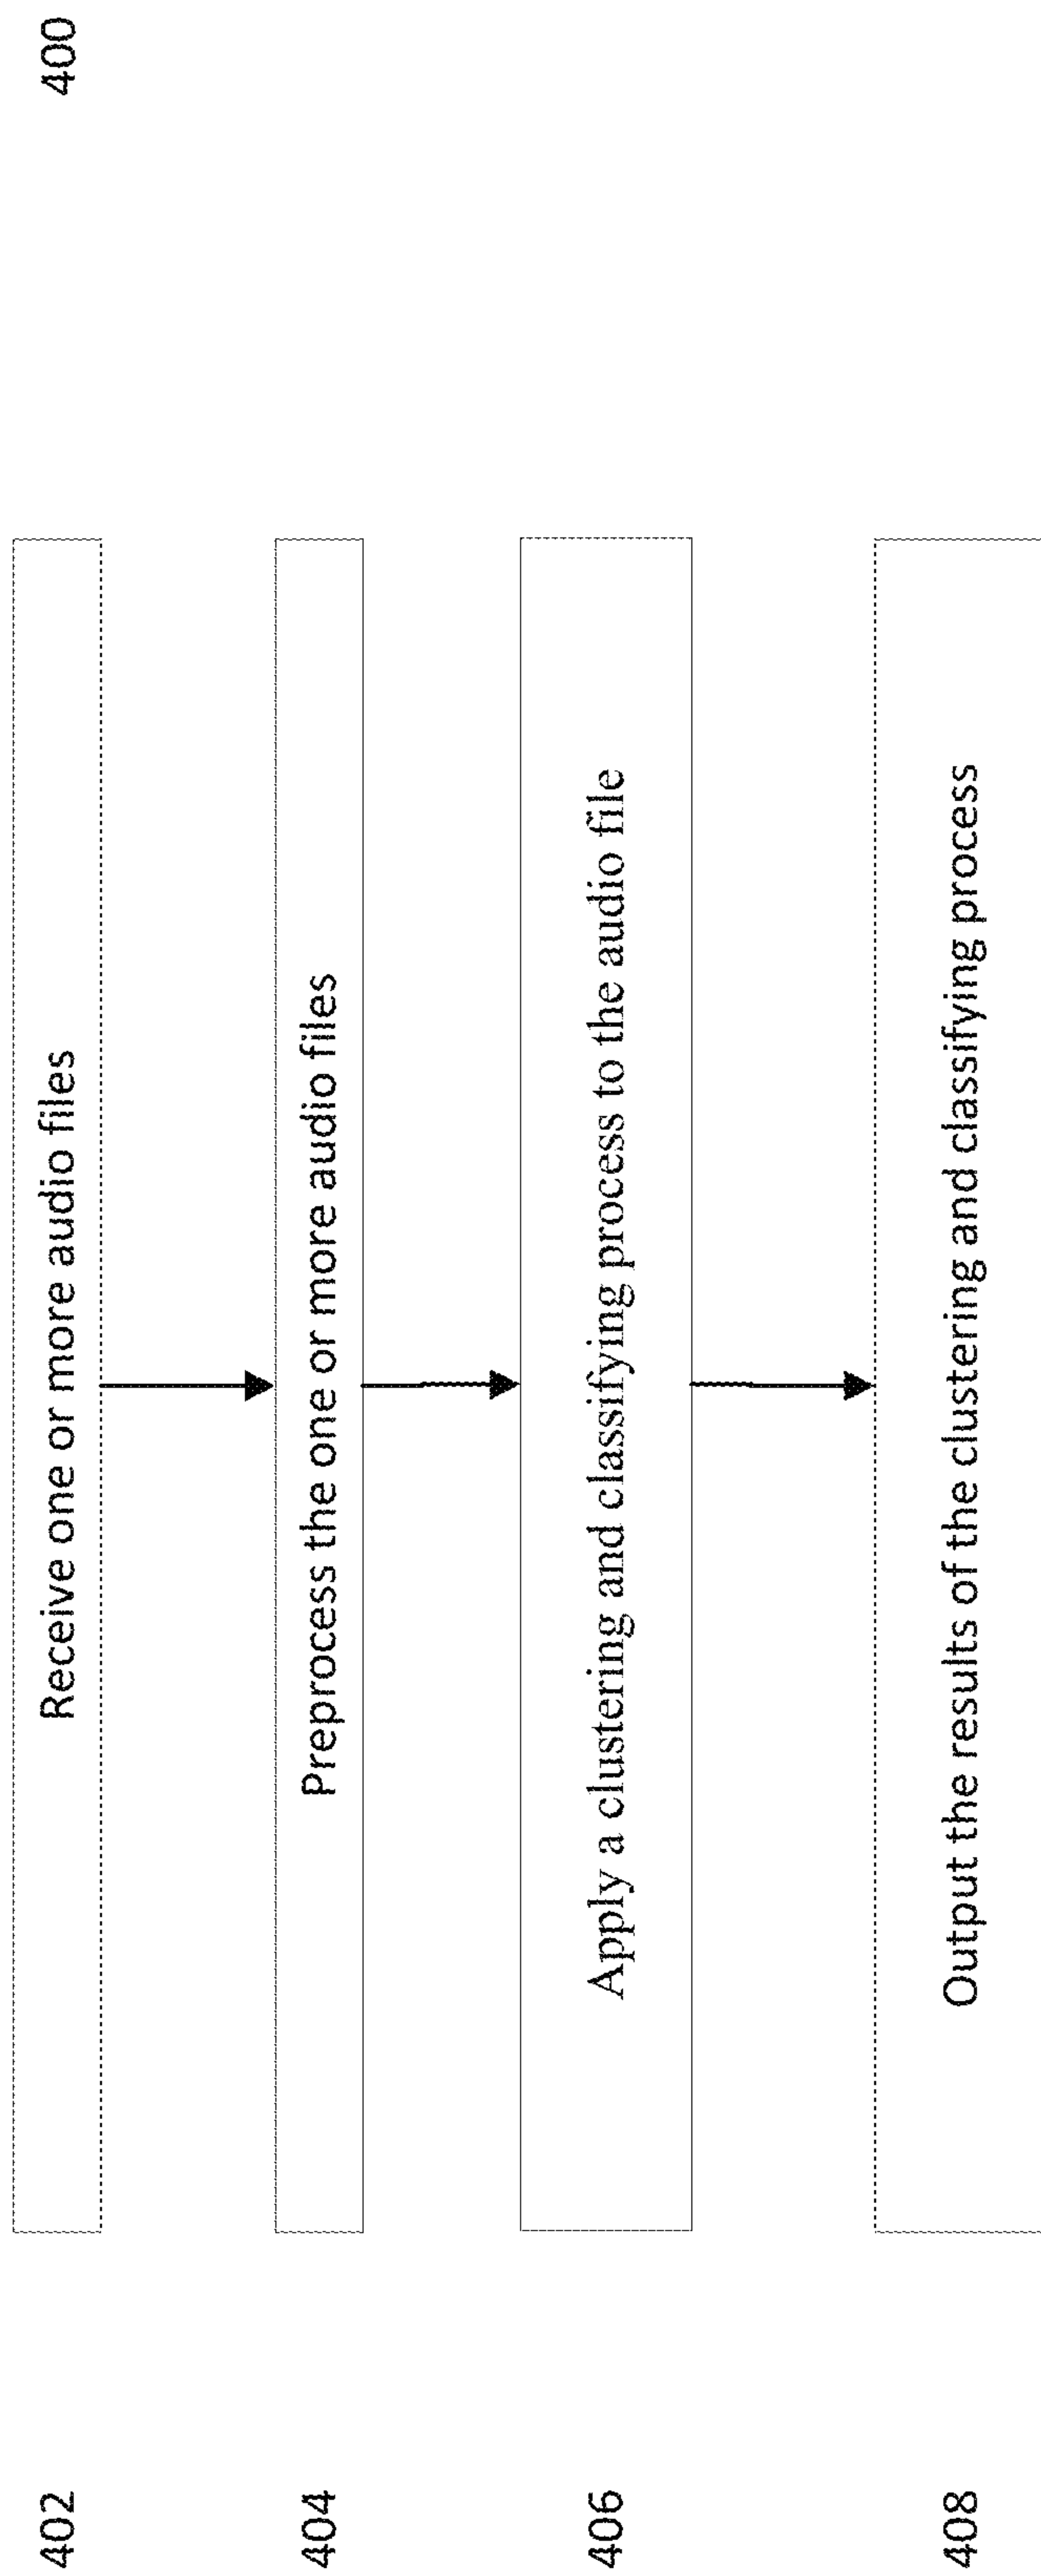 400
402
Receive one or more audio files
404
Preprocess the one or more audio files
406
Apply a clustering and classifying process to the audio file
408
Output the results of the clustering and classifying process